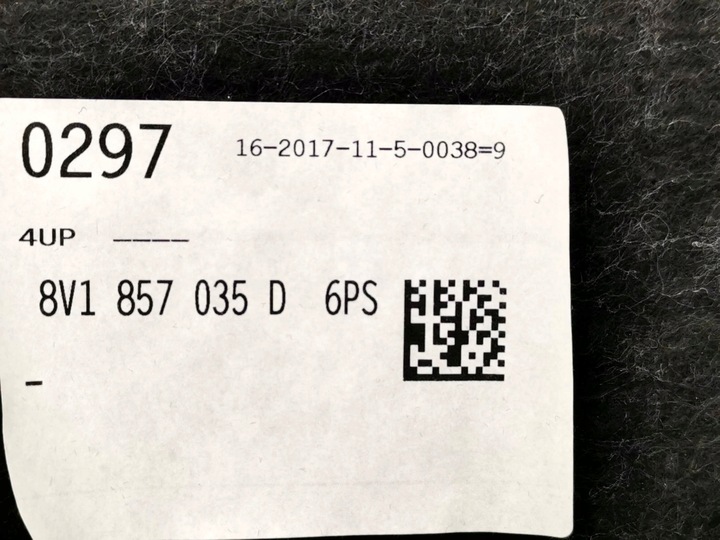 0297 16-2017-11-5-0038=9
4UP ----
8V1 857 035 D 6PS
-